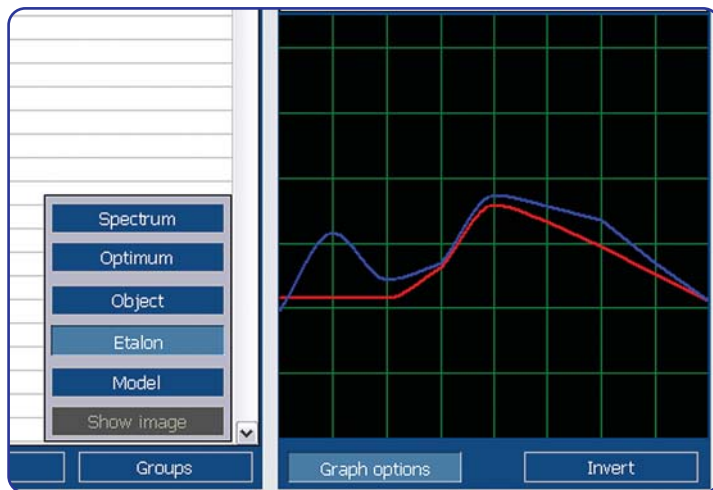 Spectrum
Optimum
Object
Etalon
Model
Show image
Groups
Graph options
Invert